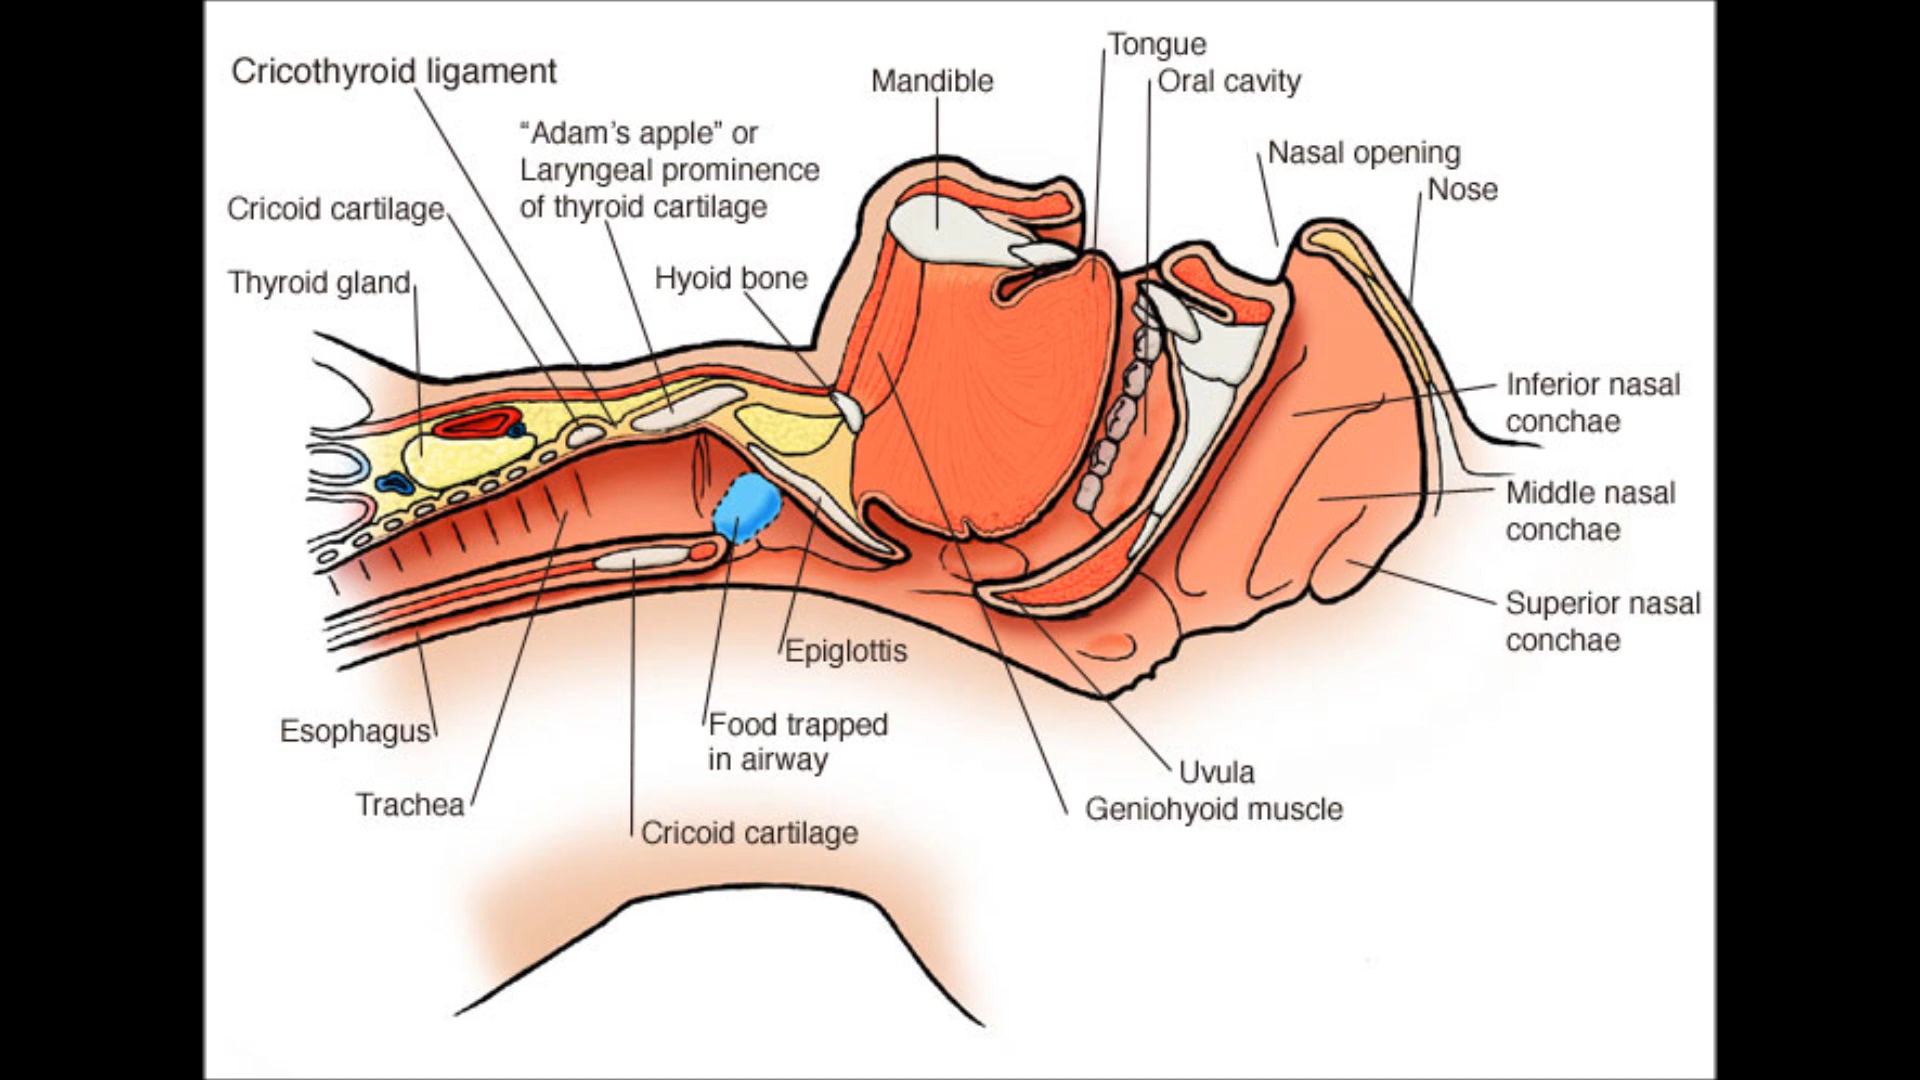 Cricothyroid ligament
“Adam’s apple” or
Laryngeal prominence
of thyroid cartilage
Cricoid cartilage
Thyroid gland
Hyoid bone
Mandible
Tongue
Oral cavity
Nasal opening
Nose
Inferior nasal
conchae
Middle nasal
conchae
Superior nasal
conchae
Epiglottis
Food trapped
in airway
Esophagus
Trachea
Cricoid cartilage
Uvula
Geniohyoid muscle